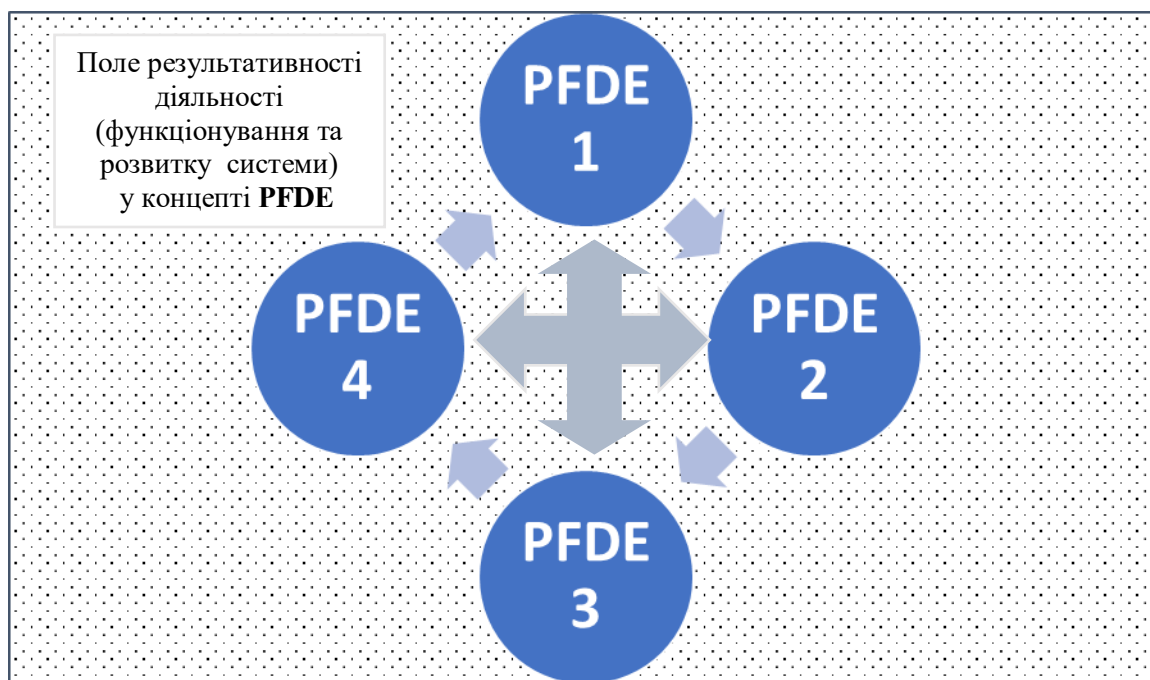 Поле результативності
діяльності
(функціонування та
розвитку системи)
у концепті PFDE
PFDE
1
PFDE
4
PFDE
2
PFDE
3